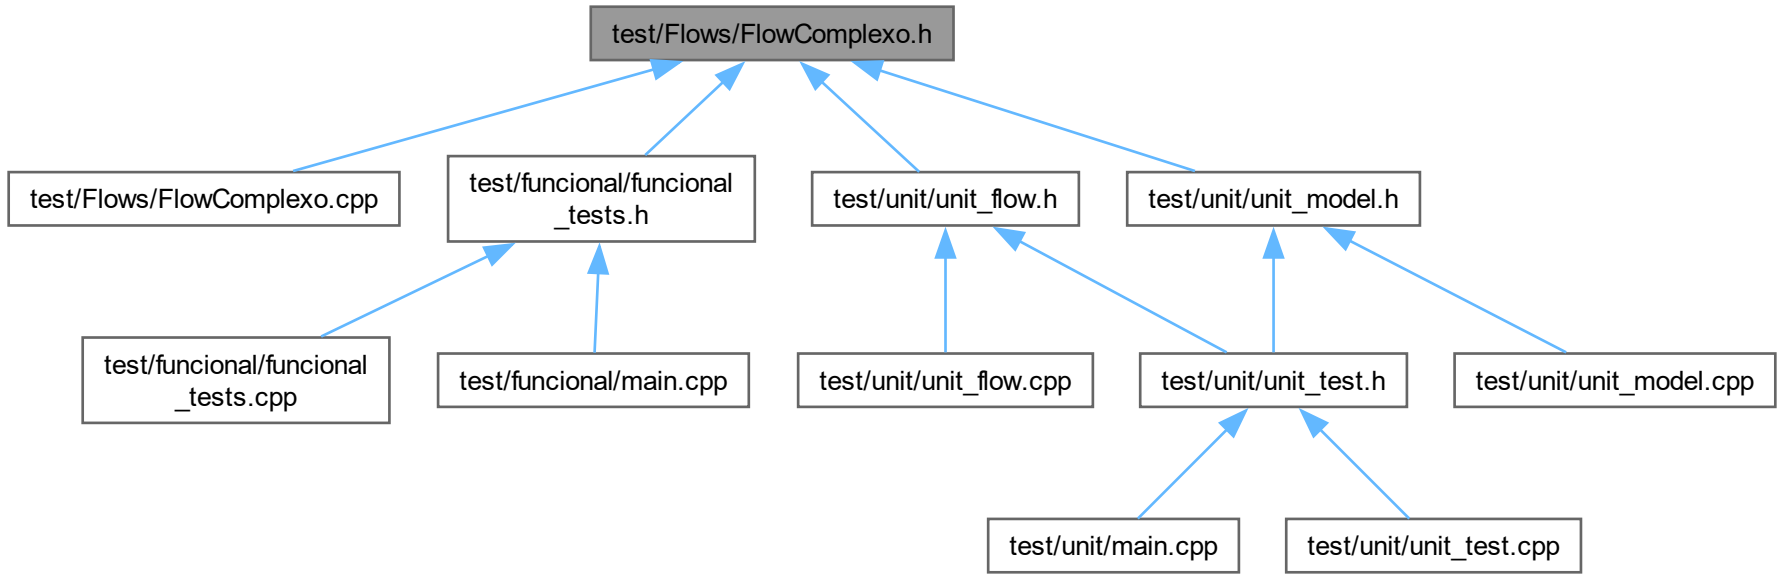 test/Flows/FlowComplexo.h
test/Flows/FlowComplexo.cpp
test/funcional/funcional
_tests.h
test/unit/unit_flow.h
test/unit/unit_model.h
test/funcional/funcional
_tests.cpp
test/funcional/main.cpp
test/unit/unit_flow.cpp
test/unit/unit_test.h
test/unit/unit_model.cpp
test/unit/main.cpp
test/unit/unit_test.cpp